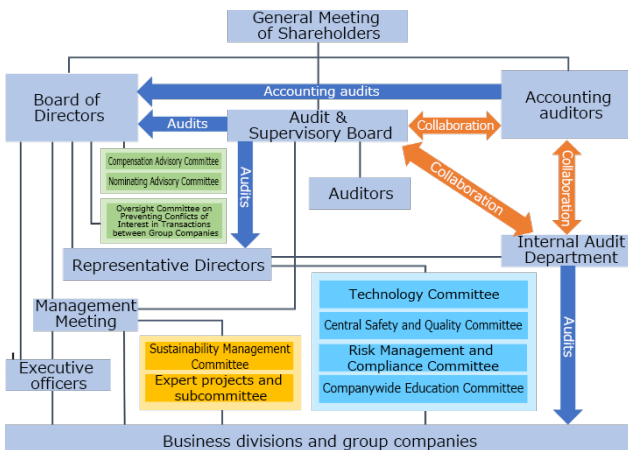 General Meeting
of Shareholders
Board of
Directors
Accounting audits
Accounting
auditors
Audits
Audit &
Supervisory Board
Collaboration
Compensation Advisory Committee
Nominating Advisory Committee
Audits
Auditors
Collaboration
Collaboration
Oversight Committee on
Preventing Conflicts of
Interest in Transactions
between Group Companies
Representative Directors
Internal Audit
Department
Management
Meeting
Technology Committee
Central Safety and Quality Committee
Risk Management and
Compliance Committee
Companywide Education Committee
Audits
Sustainability Management
Committee
Expert projects and
subcommittee
Executive
officers
Business divisions and group companies